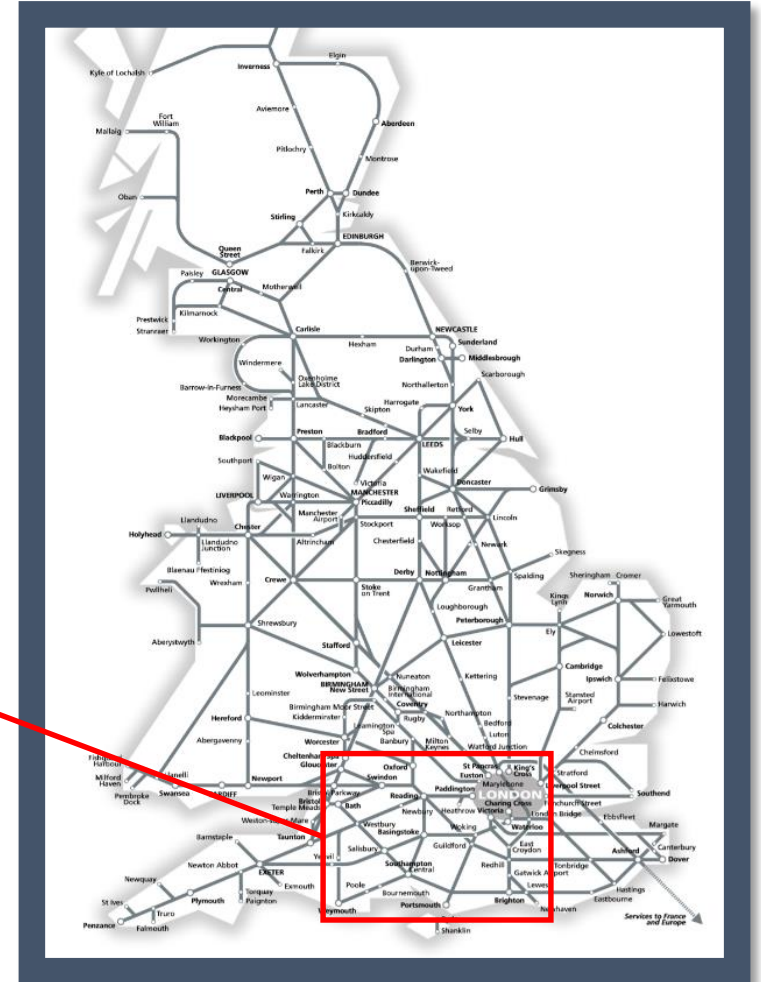 Elgin
Inverness
Kyle of Lochalsh
Aviemore
Fort
William
Mallaig
Aberdeen
Pitlochry
Montrose
Perth
Dundee
Oban
Stirling
Kirkcaldy
Queen
Street
Falkirk
EDINBURGH
Berwick-
upon-Tweed
Paisley
GLASGOW
Central
Motherwell
Prestwick
Kilmarnock
Stranraer
Carlisle
NEWCASTLE
Workington
Hexham
Durham
Sunderland
Darlington
Middlesbrough
Windermere
Scarborough
Oxenholme
Lake District
Northallerton
Barrow-in-Furness
Morecambe
Heysham Port
Lancaster
Harrogate
York
Skipton
Blackpool
Preston
Bradford
LEEDS
Selby
Hull
Blackburn
Huddersfield
Southport
Bolton
Wakefield
Wigan
Victoria
Doncaster
MANCHESTER
Piccadilly
Grimsby
LIVERPOOL
Warrington
Manchester
Airport
Sheffield
Retford
Llandudno
Stockport
Worksop
Lincoln
Holyhead
Chester
Llandudno
Junction
Altrincham
Chesterfield
Newark
Skegness
Blaenau Ffestiniog
Derby
Nottingham
Sheringham
Cromer
Pwllheli
Wrexham
Crewe
Stoke
on Trent
Grantham
Spalding
Kings
Lynn
Norwich
Great
Yarmouth
Loughborough
Shrewsbury
Peterborough
Ely
Lowestoft
Aberystwyth
Stafford
Leicester
Wolverhampton
Cambridge
BIRMINGHAM
New Street
Nuneaton
Kettering
Ipswich
Felixstowe
Birmingham
International
Leominster
Stevenage
Stansted
Airport
Birmingham Moor Street
Coventry
Harwich
Hereford
Kidderminster
Rugby
Northampton
Leamington
Spa
Bedford
Colchester
Abergavenny
Worcester
Banbury
Milton
Keynes
Luton
Watford Junction
Chelmsford
Cheltenham Spa
Gloucester
Oxford
St Pancras
King's
Cross
Fishguard
Harbour
Llanelli
Newport
Swindon
Euston
Stratford
Milford
Haven
Marylebone
Liverpool Street
Pembroke
Dock
Swansea
CARDIFF
Bristol Parkway
Reading
Paddington
LONDON
Southend
Bristol
Temple Meads
Bath
Charing Cross
Fenchurch Street
Newbury
Heathrow
Victoria
London Bridge
Ebbsfleet
Weston-super-Mare
Westbury
Waterloo
Margate
Barnstaple
Taunton
Basingstoke
Woking
East
Croydon
Canterbury
Newton Abbot
Yeovil
Salisbury
Guildford
Ashford
Dover
EXETER
Southampton
Central
Redhill
Tonbridge
Newquay
Exmouth
Poole
Gatwick Airport
Torquay
Paignton
Bournemouth
Lewes
Hastings
St Ives
Plymouth
Weymouth
Portsmouth
Brighton
Eastbourne
Truro
Newhaven
Penzance
Falmouth
Shanklin
Services to France
and Europe